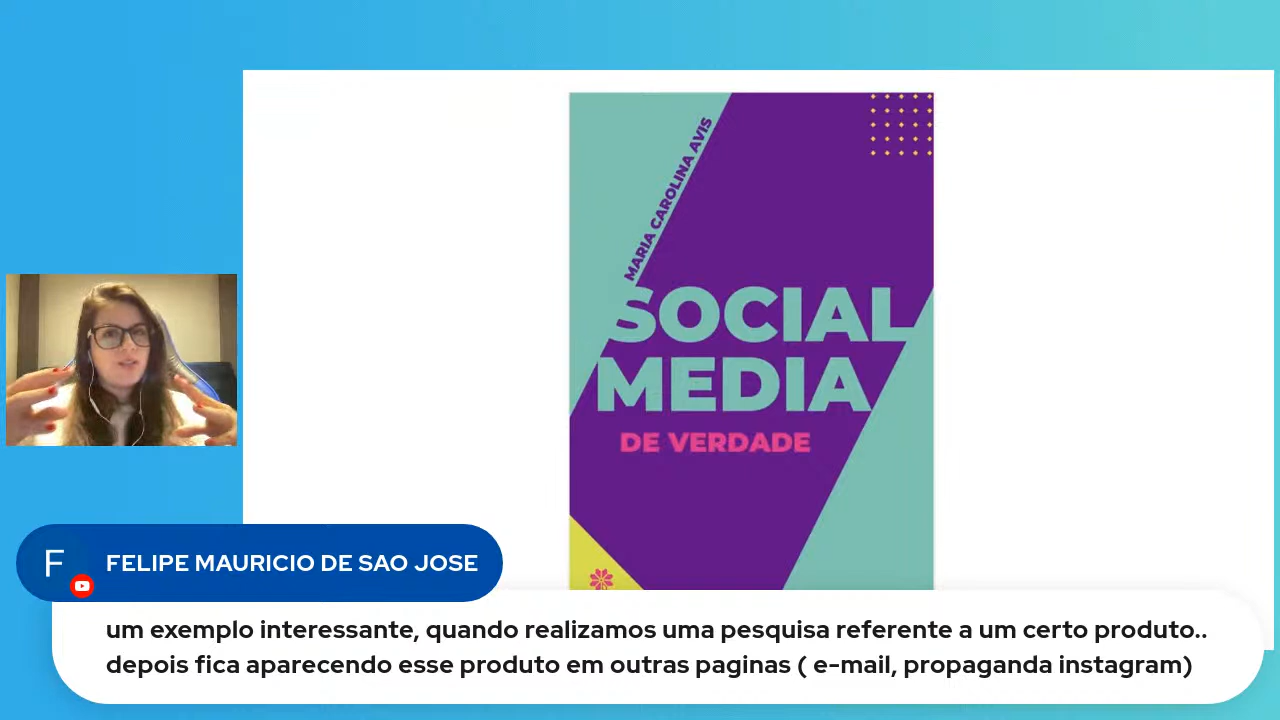 MARIA CAROLINA AVIS
SOCIAL
MEDIA
DE VERDADE
F
FELIPE MAURICIO DE SAO JOSE
um exemplo interessante, quando realizamos uma pesquisa referente a um certo produto..
depois fica aparecendo esse produto em outras paginas ( e-mail, propaganda instagram)